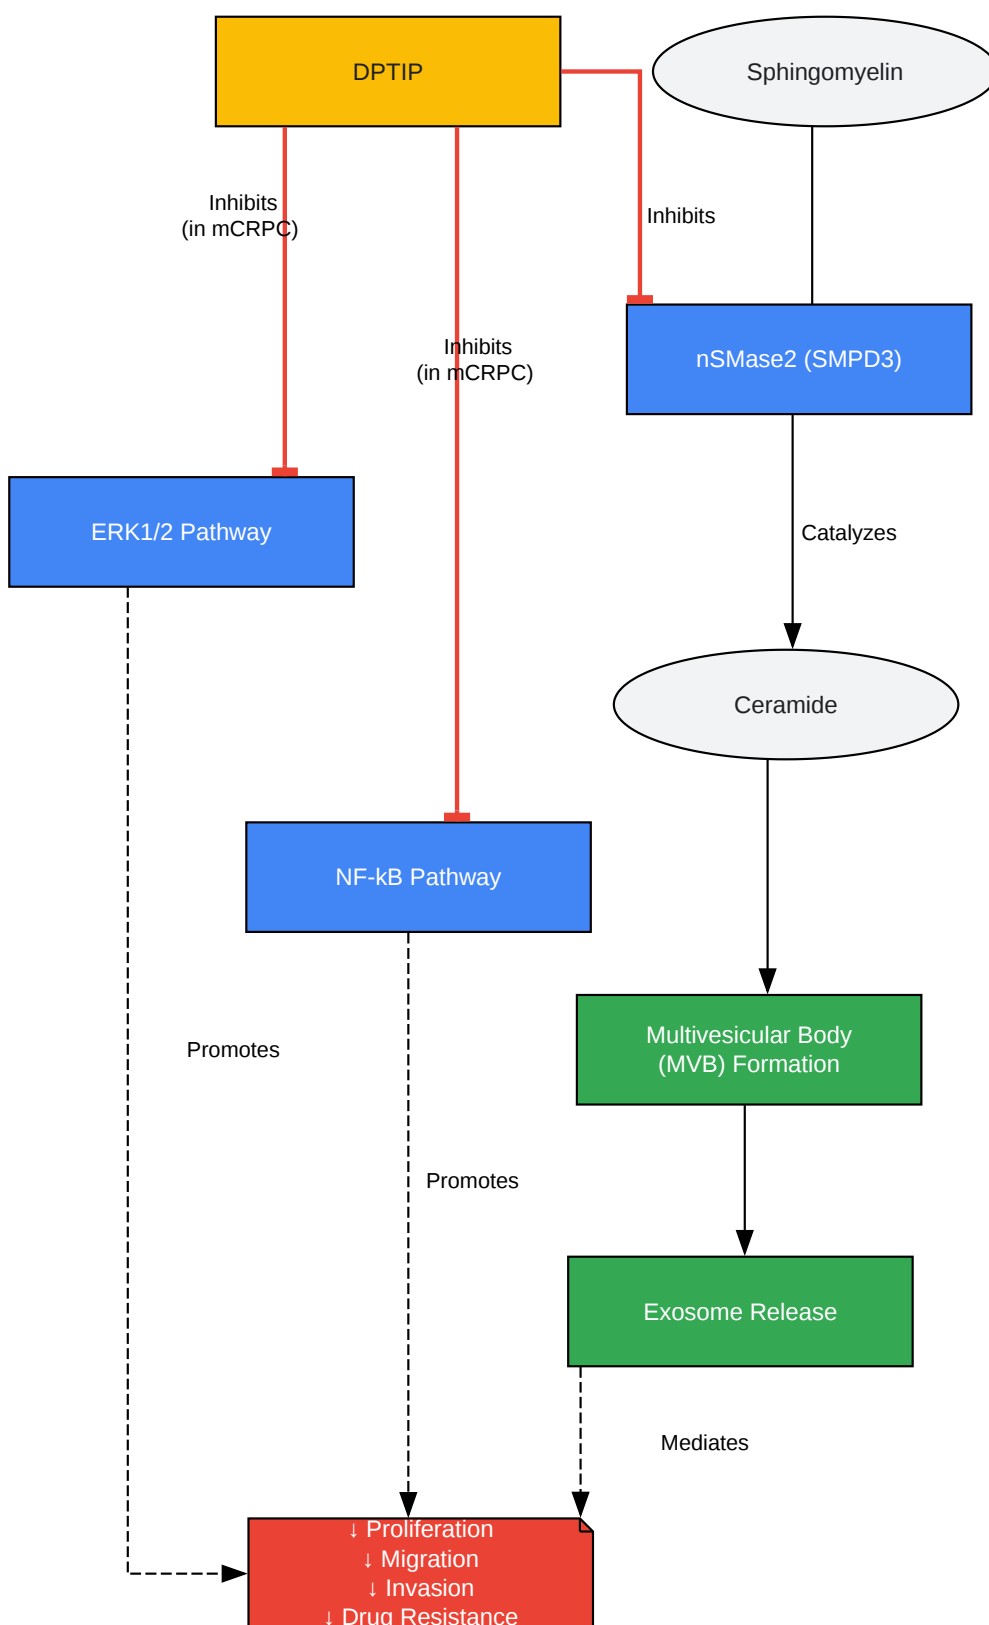 DPTIP
Sphingomyelin
Inhibits
(in mCRPC)
Inhibits
Inhibits
(in mCRPC)
nSMase2 (SMPD3)
ERK1/2 Pathway
Catalyzes
Ceramide
NF-kB Pathway
Multivesicular Body
(MVB) Formation
Promotes
Promotes
Exosome Release
Mediates
↓ Proliferation
↓ Migration
↓ Invasion
↓ Drug Resistance